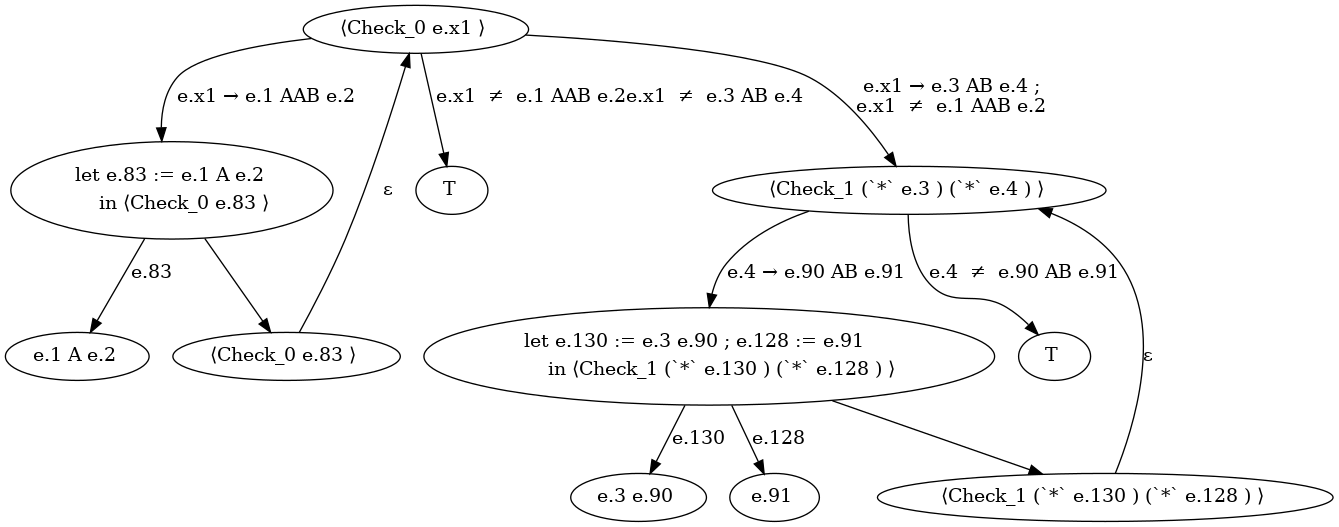 ⟨Check_0 e.x1 ⟩
e.x1 → e.1 AAB e.2
e.x1 ≠ e.1 AAB e.2e.x1 ≠ e.3 AB e.4
e.x1 → e.3 AB e.4 ;
e.x1 ≠ e.1 AAB e.2
let e.83 := e.1 A e.2
in ⟨Check_0 e.83 ⟩
ε
T
⟨Check_1 (`*` e.3 ) (`*` e.4 ) ⟩
e.83
e.4 → e.90 AB e.91
e.4 ≠ e.90 AB e.91
e.1 A e.2
⟨Check_0 e.83 ⟩
let e.130 := e.3 e.90 ; e.128 := e.91
in ⟨Check_1 (`*` e.130 ) (`*` e.128 ) ⟩
T
ε
e.130
e.128
e.3 e.90
e.91
⟨Check_1 (`*` e.130 ) (`*` e.128 ) ⟩